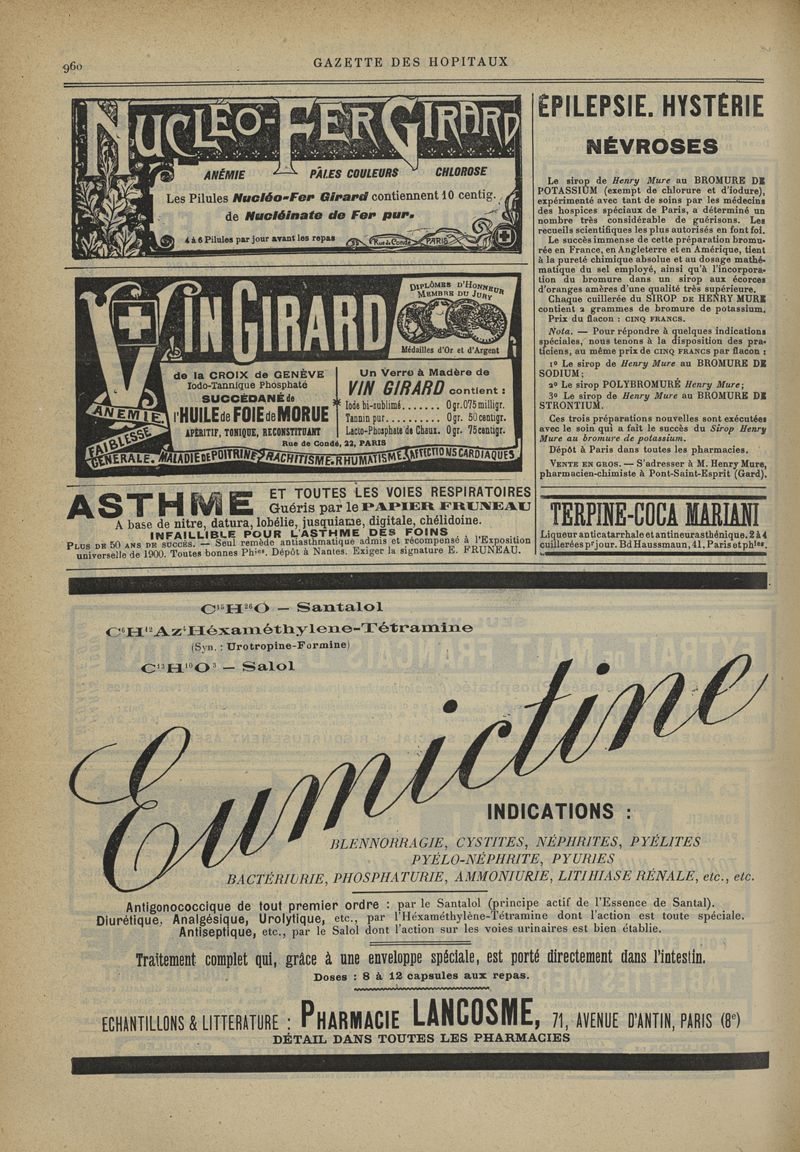 960
GAZETTE DES HOPITAUX
NUCLÉO-FER GIRARD
ANÉMIE PÂLES COULEURS CHLOROSE
Les Pilules Nucléo-Fer Girard contiennent 10 centig.
de Nucléinate de Fer pur.
4 à 6 Pilules par jour avant les repas
22 Rue de Condé PARIS
VIN GIRARD
DIPLÔMES D'HONNEUR
MEMBRE DU JURY
Médailles d'Or et d'Argent
de la CROIX de GENÈVE
Iodo-Tannique Phosphaté
SUCCÉDANÉ de
l'HUILE de FOIE de MORUE
APÉRITIF, TONIQUE, RECONSTITUANT
Un Verre à Madère de
VIN GIRARD contient :
Iode bi-sublimé....... 0 gr. 075 milligr.
Tannin pur.......... 0 gr. 50 centigr.
Lacto-Phosphate de Chaux. 0 gr. 75 centigr.
Rue de Condé, 22, PARIS
ANEMIE.
FAIBLESSE
GÉNÉRALE. MALADIE DE POITRINE, RACHITISME, RHUMATISME, AFFECTIONS CARDIAQUES
ASTHME
ET TOUTES LES VOIES RESPIRATOIRES
Guéris par le PAPIER FRUNEAU
A base de nitre, datura, lobélie, jusquiame, digitale, chélidoine.
INFAILLIBLE POUR L'ASTHME DES FOINS
PLUS DE 50 ANS DE SUCCÈS. — Seul remède antiasthmatique admis et récompensé à l'Exposition
universelle de 1900. Toutes bonnes Phies. Dépôt à Nantes. Exiger la signature E. FRUNEAU.
ÉPILEPSIE. HYSTÉRIE
NÉVROSES
Le sirop de Henry Mure au BROMURE DE
POTASSIUM (exempt de chlorure et d'iodure),
expérimenté avec tant de soins par les médecins
des hospices spéciaux de Paris, a déterminé un
nombre très considérable de guérisons. Les
recueils scientifiques les plus autorisés en font foi.
Le succès immense de cette préparation bromu-
rée en France, en Angleterre et en Amérique, tient
à la pureté chimique absolue et au dosage mathé-
matique du sel employé, ainsi qu'à l'incorpora-
tion du bromure dans un sirop aux écorces
d'oranges amères d'une qualité très supérieure.
Chaque cuillerée du SIROP DE HENRY MURE
contient 2 grammes de bromure de potassium.
Prix du flacon : CINQ FRANCS.
Nota. — Pour répondre à quelques indications
spéciales, nous tenons à la disposition des pra-
ticiens, au même prix de CINQ FRANCS par flacon :
1° Le sirop de Henry Mure au BROMURE DE
SODIUM;
2° Le sirop POLYBROMURÉ Henry Mure;
3° Le sirop de Henry Mure au BROMURE DE
STRONTIUM.
Ces trois préparations nouvelles sont exécutées
avec le soin qui a fait le succès du Sirop Henry
Mure au bromure de potassium.
Dépôt à Paris dans toutes les pharmacies.
VENTE EN GROS. — S'adresser à M. Henry Mure,
pharmacien-chimiste à Pont-Saint-Esprit (Gard).
TERPINE-COCA MARIANI
Liqueur anticatarrhale et antineurasthénique. 2 à 4
cuillerées pr jour. Bd Haussmann, 41, Paris et phies.
C¹⁵H²⁶O — Santalol
C⁶H¹²Az⁴ Héxaméthylene-Tétramine
(Syn. : Urotropine-Formine)
C¹³H¹⁰O³ — Salol
Eumictine
INDICATIONS :
BLENNORRAGIE, CYSTITES, NÉPHRITES, PYÉLITES
PYÉLO-NÉPHRITE, PYURIES
BACTÉRIURIE, PHOSPHATURIE, AMMONIURIE, LITIHIASE RÉNALE, etc., etc.
Antigonococcique de tout premier ordre : par le Santalol (principe actif de l'Essence de Santal).
Diurétique, Analgésique, Urolytique, etc., par l'Héxaméthylène-Tétramine dont l'action est toute spéciale.
Antiseptique, etc., par le Salol dont l'action sur les voies urinaires est bien établie.
Traitement complet qui, grâce à une enveloppe spéciale, est porté directement dans l'intestin.
Doses : 8 à 12 capsules aux repas.
ECHANTILLONS & LITTERATURE : PHARMACIE LANCOSME, 71, AVENUE D'ANTIN, PARIS (8e)
DÉTAIL DANS TOUTES LES PHARMACIES